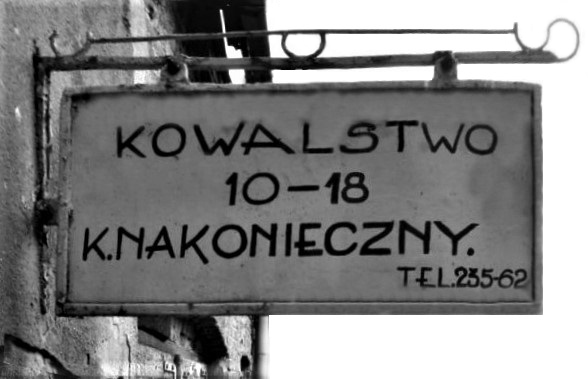 KOWALSTWO
10-18
K.NAKONIECZNY.
TEL.235-62